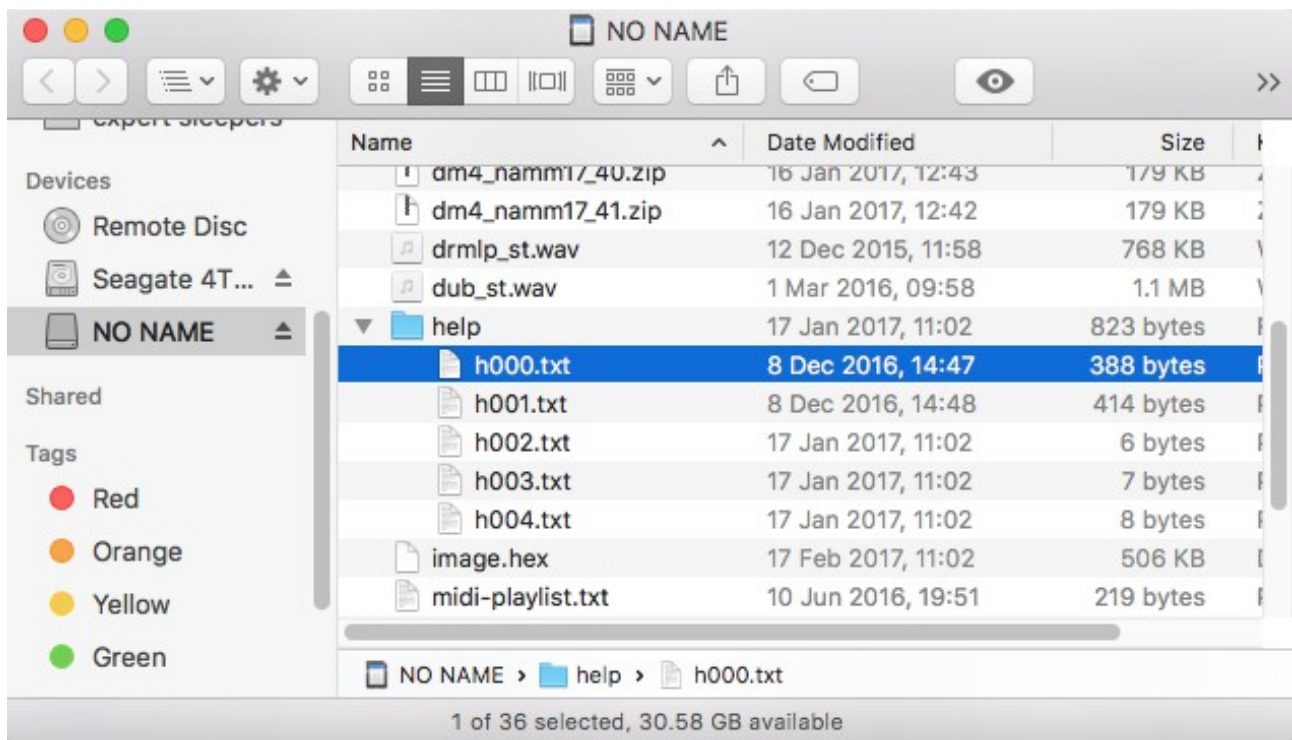 NO NAME
expert sleepers
Devices
Remote Disc
Seagate 4T...
NO NAME
Shared
Tags
Red
Orange
Yellow
Green
Name Date Modified Size
dm4_namm17_40.zip 16 Jan 2017, 12:43 179 KB
dm4_namm17_41.zip 16 Jan 2017, 12:42 179 KB
drmlp_st.wav 12 Dec 2015, 11:58 768 KB
dub_st.wav 1 Mar 2016, 09:58 1.1 MB
help 17 Jan 2017, 11:02 823 bytes
h000.txt 8 Dec 2016, 14:47 388 bytes
h001.txt 8 Dec 2016, 14:48 414 bytes
h002.txt 17 Jan 2017, 11:02 6 bytes
h003.txt 17 Jan 2017, 11:02 7 bytes
h004.txt 17 Jan 2017, 11:02 8 bytes
image.hex 17 Feb 2017, 11:02 506 KB
midi-playlist.txt 10 Jun 2016, 19:51 219 bytes
NO NAME › help › h000.txt
1 of 36 selected, 30.58 GB available